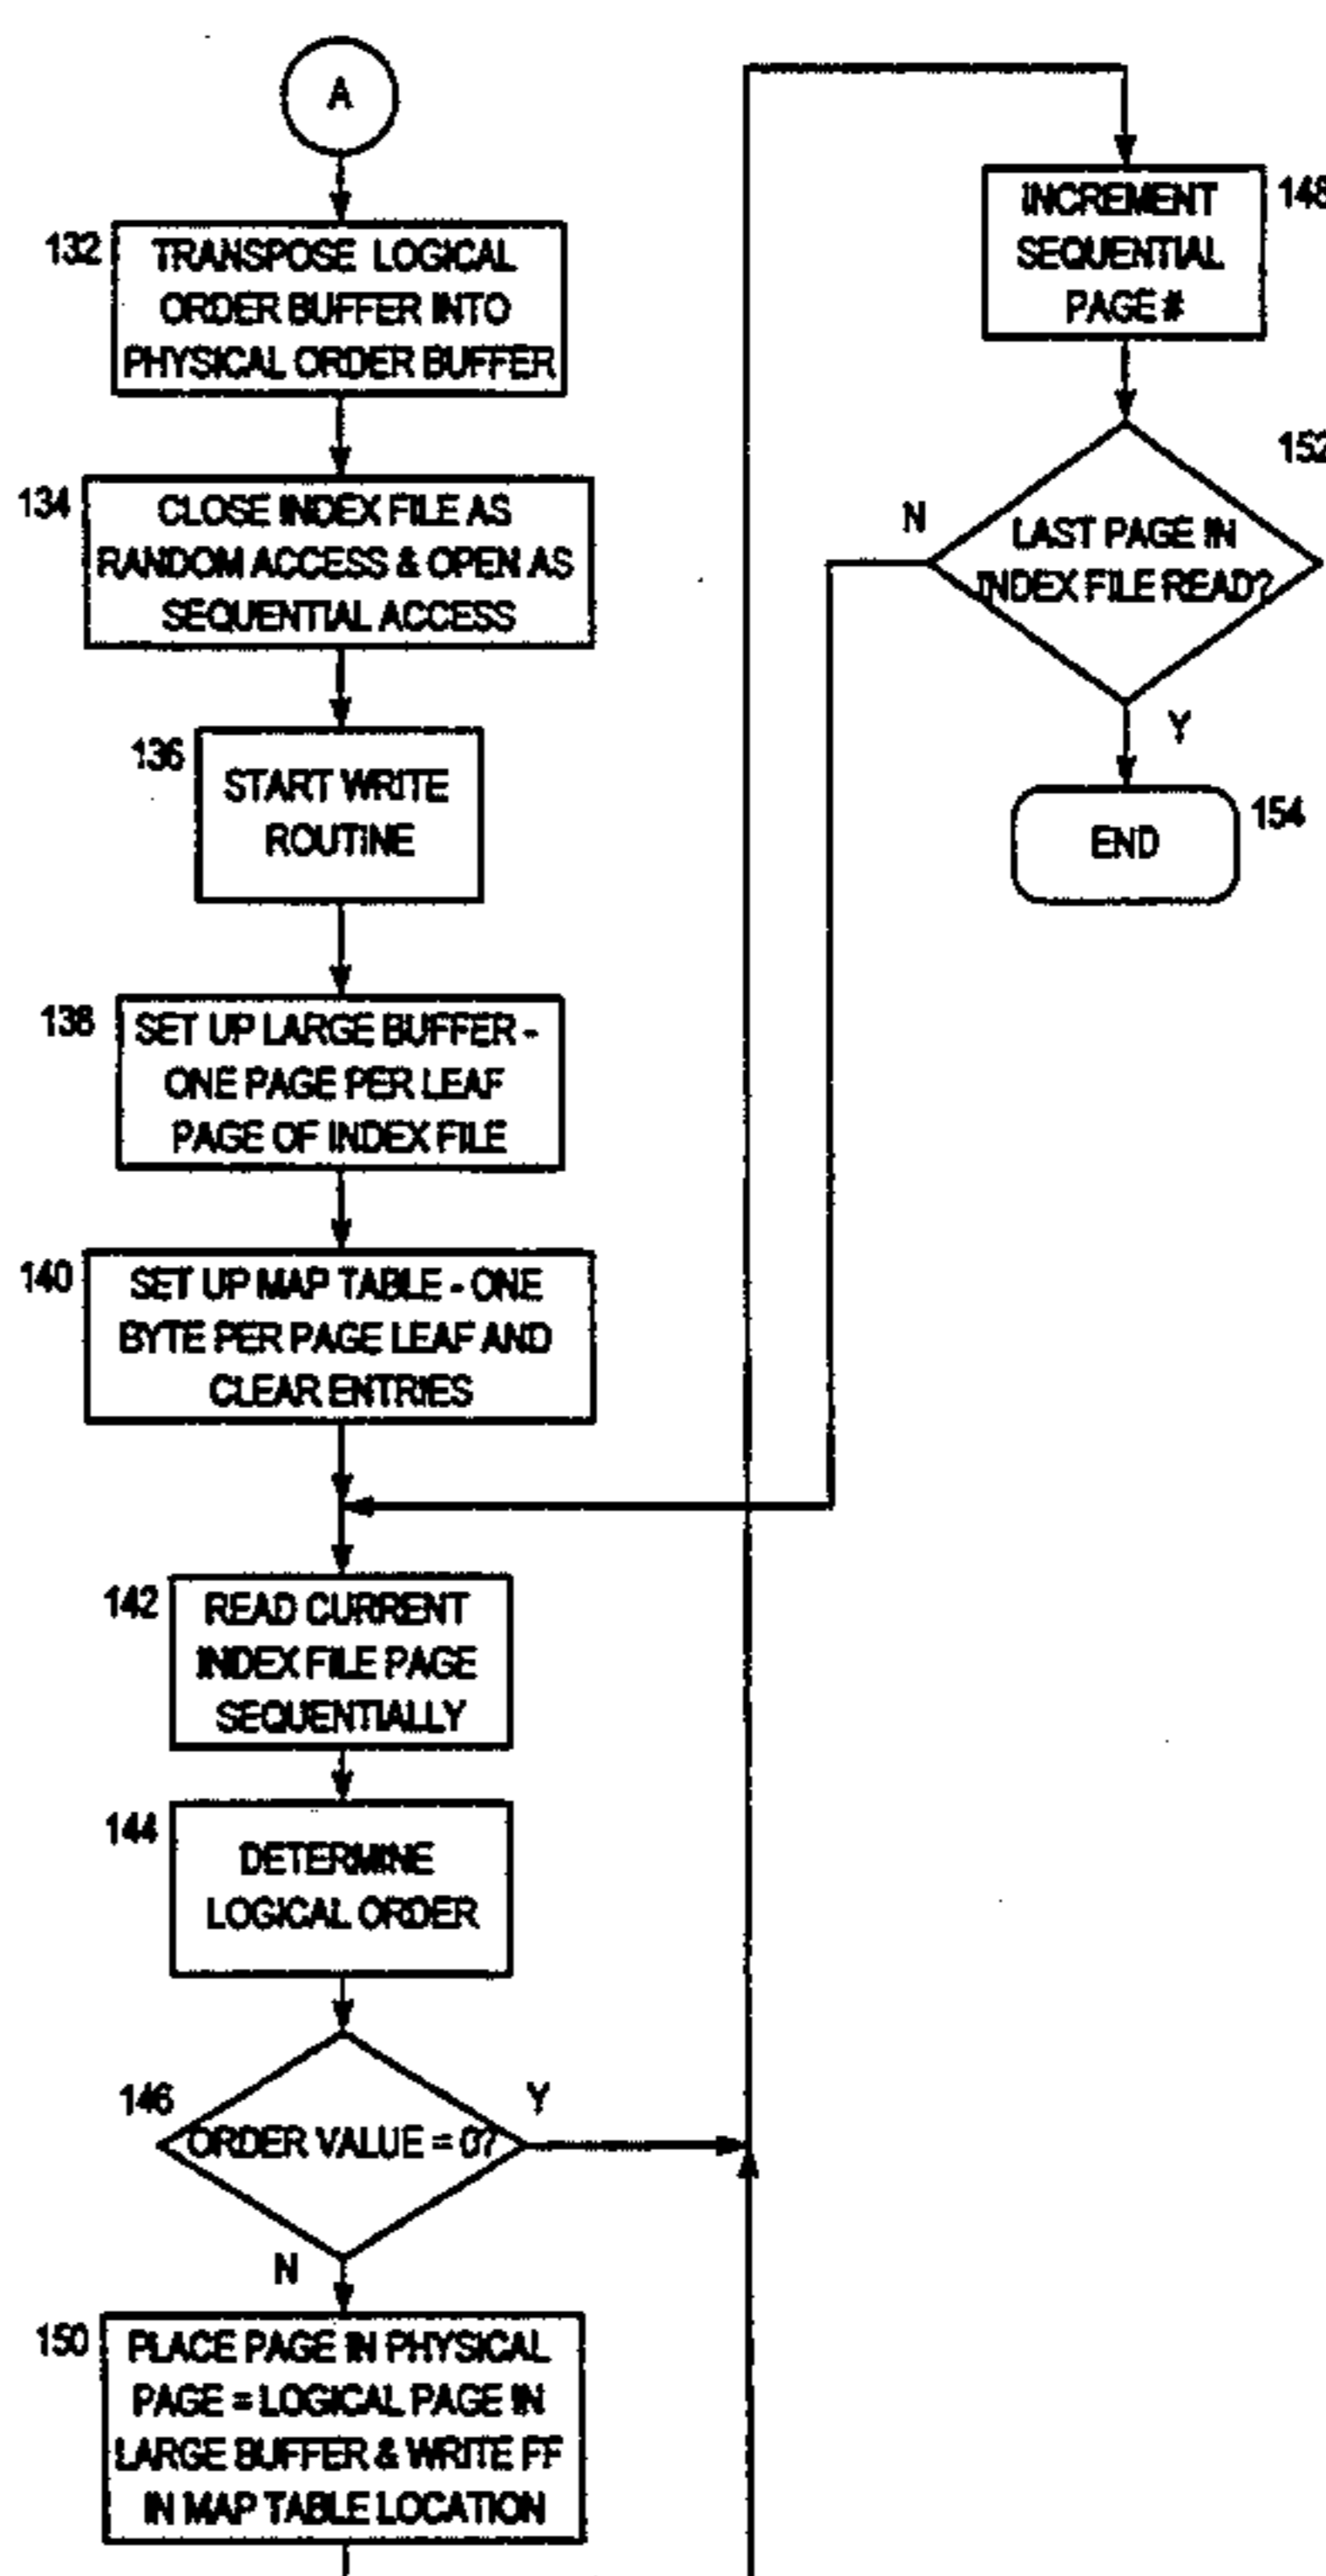 A
132
TRANSPOSE LOGICAL
ORDER BUFFER INTO
PHYSICAL ORDER BUFFER
134
CLOSE INDEX FILE AS
RANDOM ACCESS & OPEN AS
SEQUENTIAL ACCESS
136
START WRITE
ROUTINE
138
SET UP LARGE BUFFER -
ONE PAGE PER LEAF
PAGE OF INDEX FILE
140
SET UP MAP TABLE - ONE
BYTE PER PAGE LEAF AND
CLEAR ENTRIES
142
READ CURRENT
INDEX FILE PAGE
SEQUENTIALLY
144
DETERMINE
LOGICAL ORDER
146
ORDER VALUE = 0?
Y
N
150
PLACE PAGE IN PHYSICAL
PAGE = LOGICAL PAGE IN
LARGE BUFFER & WRITE FF
IN MAP TABLE LOCATION
148
INCREMENT
SEQUENTIAL
PAGE #
152
LAST PAGE IN
INDEX FILE READ?
N
Y
END
154